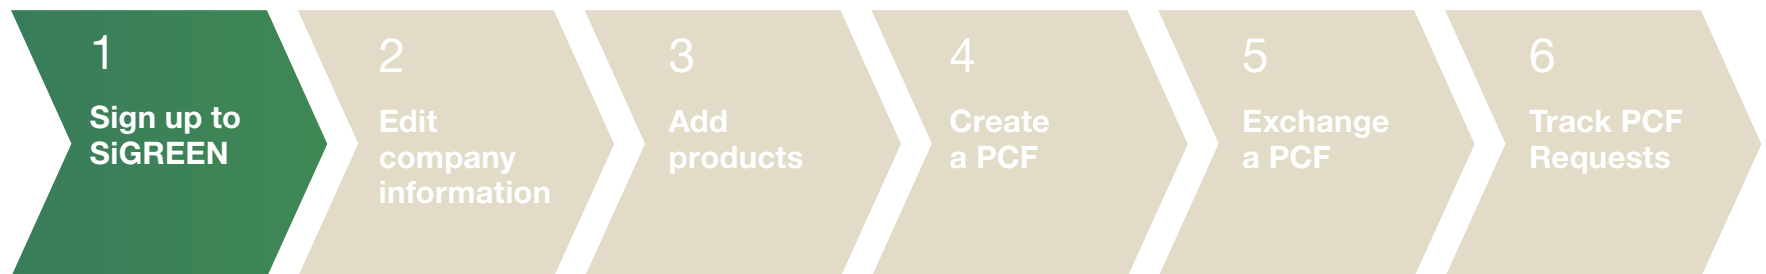 1
Sign up to
SiGREEN
2
Edit
company
information
3
Add
products
4
Create
a PCF
5
Exchange
a PCF
6
Track PCF
Requests